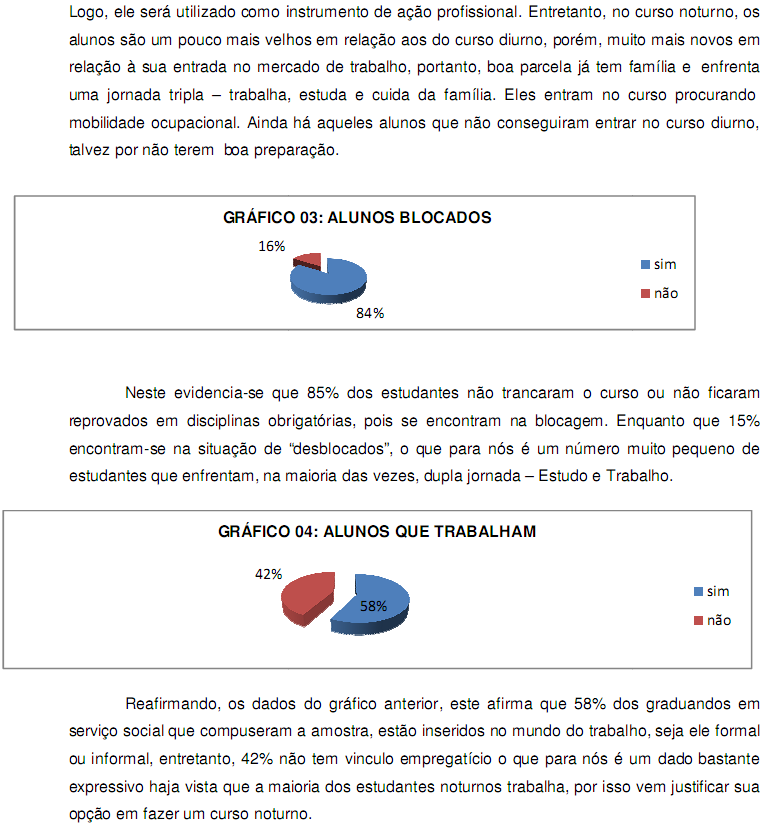 Logo, ele será utilizado como instrumento de ação profissional. Entretanto, no curso noturno, os
alunos são um pouco mais velhos em relação aos do curso diurno, porém, muito mais novos em
relação à sua entrada no mercado de trabalho, portanto, boa parcela já tem família e enfrenta
uma jornada tripla – trabalha, estuda e cuida da família. Eles entram no curso procurando
mobilidade ocupacional. Ainda há aqueles alunos que não conseguiram entrar no curso diurno,
talvez por não terem boa preparação.
GRÁFICO 03: ALUNOS BLOCADOS
16%
84%
sim
não
Neste evidencia-se que 85% dos estudantes não trancaram o curso ou não ficaram
reprovados em disciplinas obrigatórias, pois se encontram na blocagem. Enquanto que 15%
encontram-se na situação de “desblocados”, o que para nós é um número muito pequeno de
estudantes que enfrentam, na maioria das vezes, dupla jornada – Estudo e Trabalho.
GRÁFICO 04: ALUNOS QUE TRABALHAM
42%
58%
sim
não
Reafirmando, os dados do gráfico anterior, este afirma que 58% dos graduandos em
serviço social que compuseram a amostra, estão inseridos no mundo do trabalho, seja ele formal
ou informal, entretanto, 42% não tem vinculo empregatício o que para nós é um dado bastante
expressivo haja vista que a maioria dos estudantes noturnos trabalha, por isso vem justificar sua
opção em fazer um curso noturno.